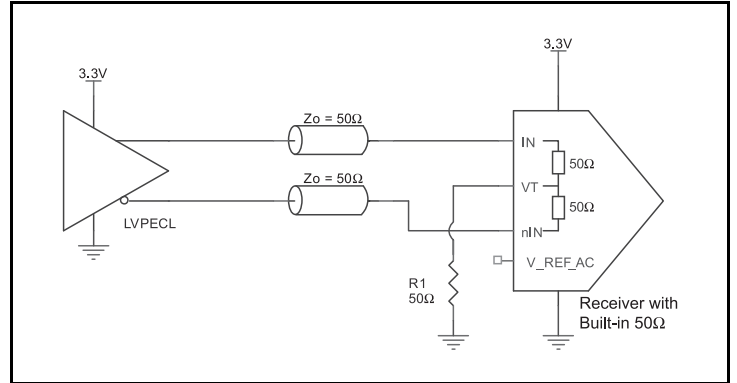 3.3V
3.3V
Zo = 50Ω
IN
50Ω
Zo = 50Ω
VT
50Ω
LVPECL
nIN
V_REF_AC
R1
50Ω
Receiver with
Built-in 50Ω